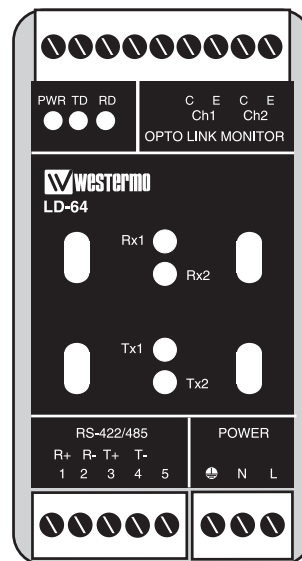 PWR TD RD
C E C E
Ch1 Ch2
OPTO LINK MONITOR
W westermo
LD-64
Rx1
Rx2
Tx1
Tx2
RS-422/485
R+ R- T+ T-
1 2 3 4 5
POWER
N L